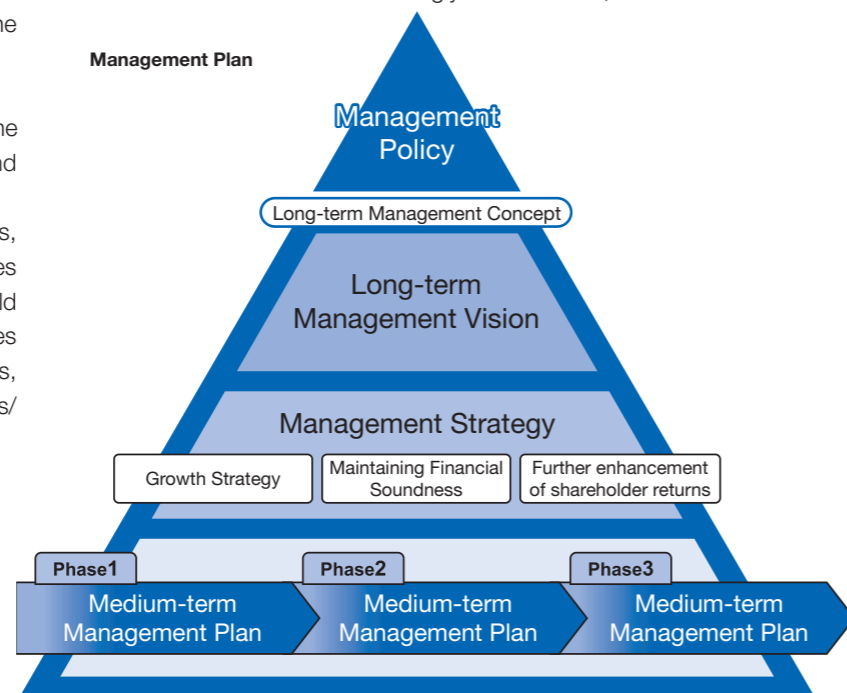 Management Plan
Management
Policy
Long-term Management Concept
Long-term
Management Vision
Management Strategy
Growth Strategy
Maintaining Financial
Soundness
Further enhancement
of shareholder returns
Phase1
Medium-term
Management Plan
Phase2
Medium-term
Management Plan
Phase3
Medium-term
Management Plan